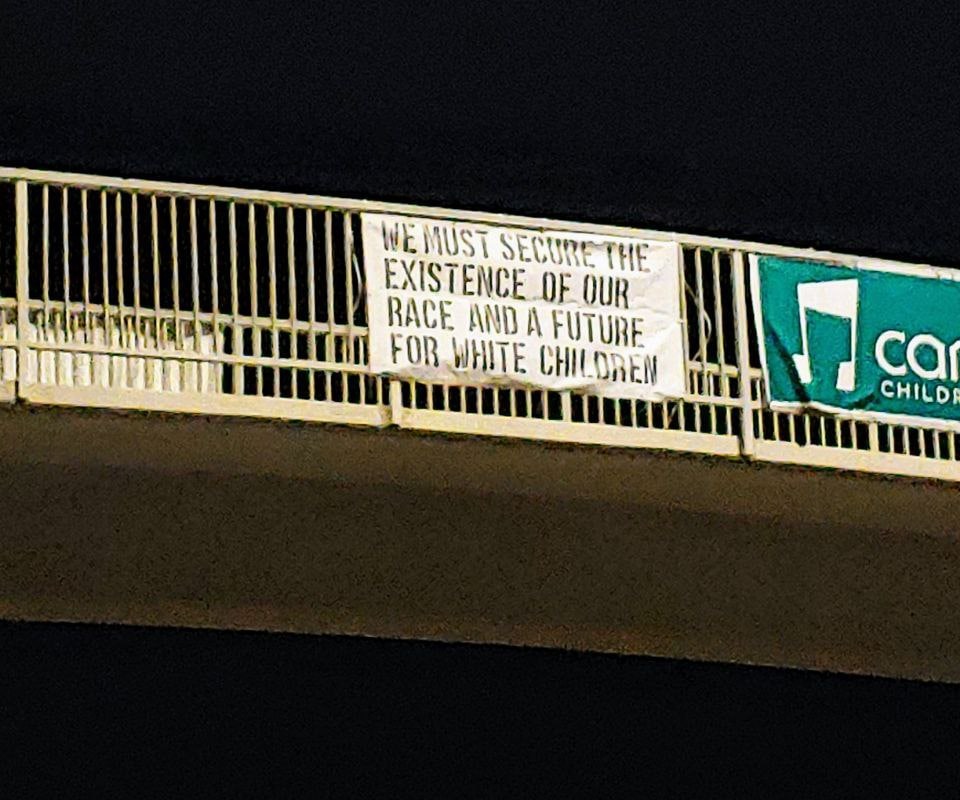 WE MUST SECURE THE
EXISTENCE OF OUR
RACE AND A FUTURE
FOR WHITE CHILDREN